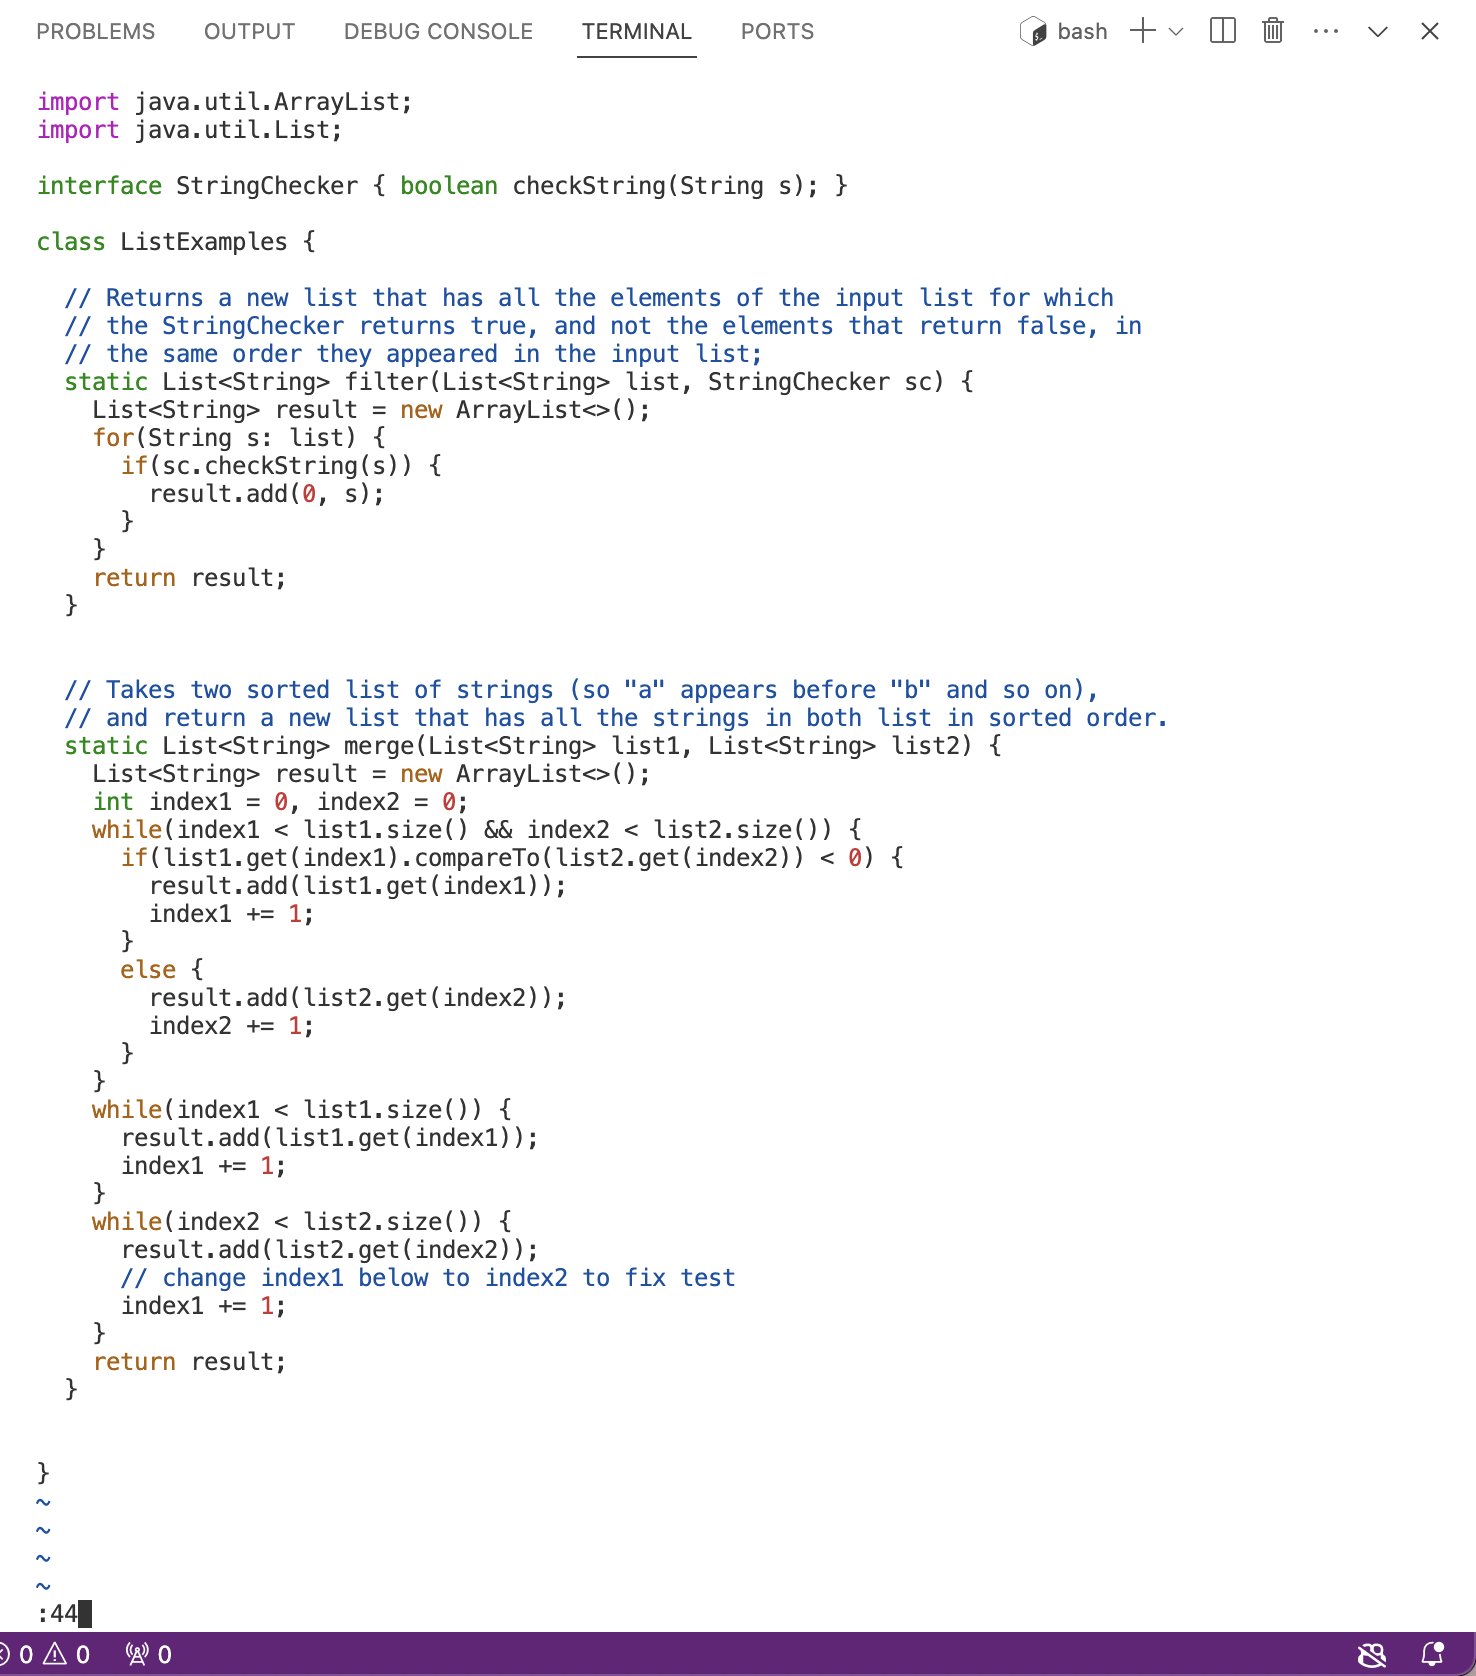 PROBLEMS OUTPUT DEBUG CONSOLE TERMINAL PORTS bash
import java.util.ArrayList;
import java.util.List;

interface StringChecker { boolean checkString(String s); }

class ListExamples {

  // Returns a new list that has all the elements of the input list for which
  // the StringChecker returns true, and not the elements that return false, in
  // the same order they appeared in the input list;
  static List<String> filter(List<String> list, StringChecker sc) {
    List<String> result = new ArrayList<>();
    for(String s: list) {
      if(sc.checkString(s)) {
        result.add(0, s);
      }
    }
    return result;
  }


  // Takes two sorted list of strings (so "a" appears before "b" and so on),
  // and return a new list that has all the strings in both list in sorted order.
  static List<String> merge(List<String> list1, List<String> list2) {
    List<String> result = new ArrayList<>();
    int index1 = 0, index2 = 0;
    while(index1 < list1.size() && index2 < list2.size()) {
      if(list1.get(index1).compareTo(list2.get(index2)) < 0) {
        result.add(list1.get(index1));
        index1 += 1;
      }
      else {
        result.add(list2.get(index2));
        index2 += 1;
      }
    }
    while(index1 < list1.size()) {
      result.add(list1.get(index1));
      index1 += 1;
    }
    while(index2 < list2.size()) {
      result.add(list2.get(index2));
      // change index1 below to index2 to fix test
      index1 += 1;
    }
    return result;
  }


}
~
~
~
~
:44
0 0 0